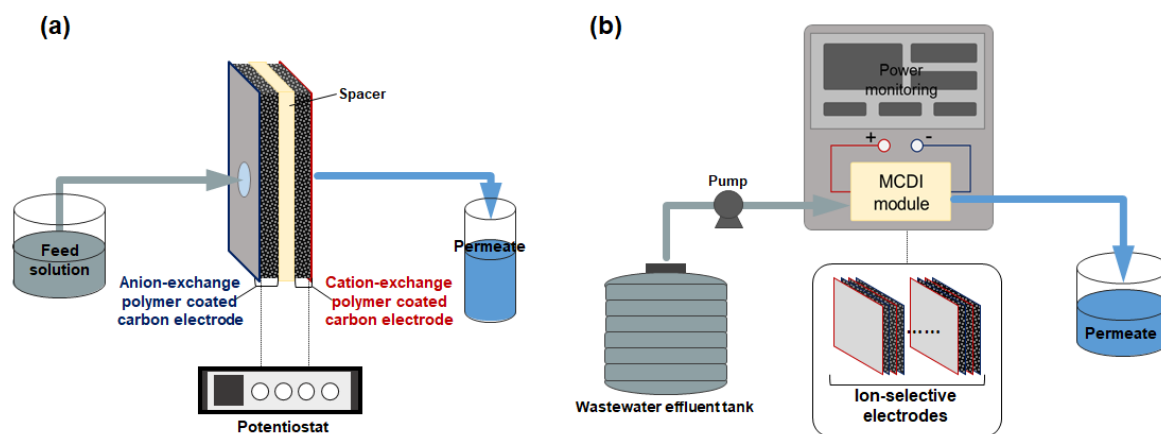 (a)
Spacer
Feed
solution
Permeate
Anion-exchange
polymer coated
carbon electrode
Cation-exchange
polymer coated
carbon electrode
Potentiostat
(b)
Power
monitoring
+ -
MCDI
module
Pump
Wastewater effluent tank
......
Ion-selective
electrodes
Permeate